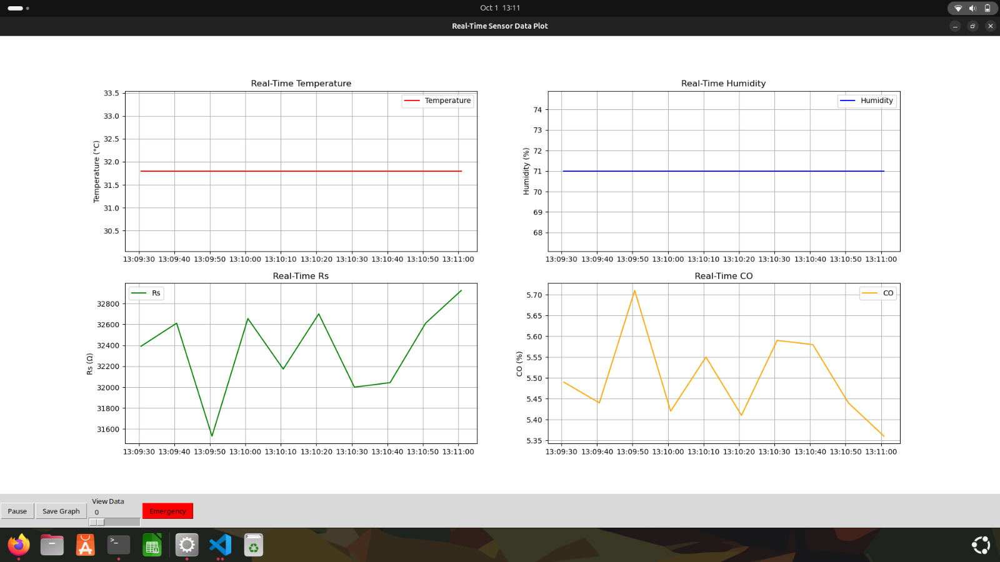 Oct 1 13:11
Real-Time Sensor Data Plot
Real-Time Temperature
Temperature (°C)
33.5
33.0
32.5
32.0
31.5
31.0
30.5
Temperature
13:09:30 13:09:40 13:09:50 13:10:00 13:10:10 13:10:20 13:10:30 13:10:40 13:10:50 13:11:00
Real-Time Humidity
Humidity (%)
74
73
72
71
70
69
68
Humidity
13:09:30 13:09:40 13:09:50 13:10:00 13:10:10 13:10:20 13:10:30 13:10:40 13:10:50 13:11:00
Real-Time Rs
Rs (Ω)
32800
32600
32400
32200
32000
31800
31600
Rs
13:09:30 13:09:40 13:09:50 13:10:00 13:10:10 13:10:20 13:10:30 13:10:40 13:10:50 13:11:00
Real-Time CO
CO (%)
5.70
5.65
5.60
5.55
5.50
5.45
5.40
5.35
CO
13:09:30 13:09:40 13:09:50 13:10:00 13:10:10 13:10:20 13:10:30 13:10:40 13:10:50 13:11:00
Pause
Save Graph
View Data
0
Emergency